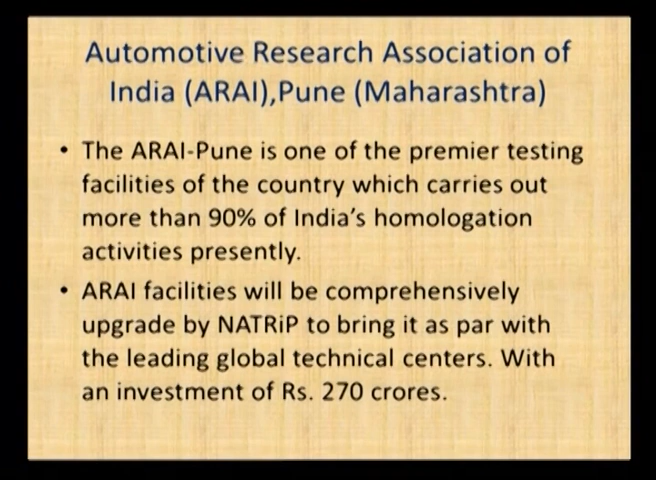 Automotive Research Association of
India (ARAI),Pune (Maharashtra)
• The ARAI-Pune is one of the premier testing
facilities of the country which carries out
more than 90% of India's homologation
activities presently.
• ARAI facilities will be comprehensively
upgrade by NATRiP to bring it as par with
the leading global technical centers. With
an investment of Rs. 270 crores.